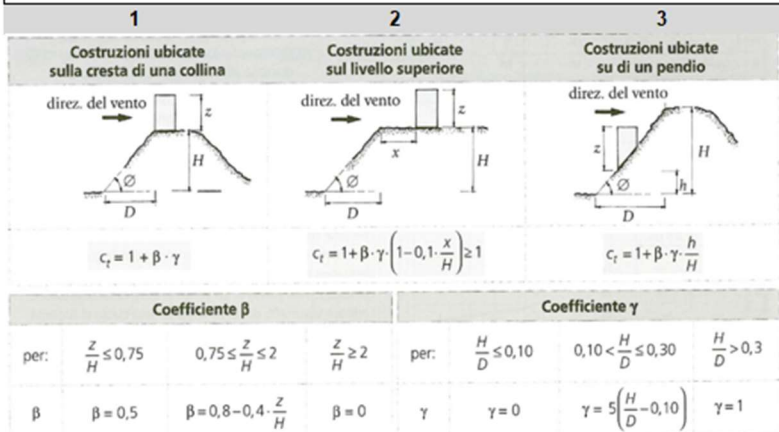 1 2 3
Costruzioni ubicate
sulla cresta di una collina
Costruzioni ubicate
sul livello superiore
Costruzioni ubicate
su di un pendio
direz. del vento
z
H
Ø
D
direz. del vento
z
x
H
Ø
D
direz. del vento
z
H
h
Ø
D
cₜ = 1 + β · γ
cₜ = 1+β·γ·(1−0,1·x/H)≥1
cₜ = 1+β·γ·h/H
Coefficiente β
Coefficiente γ
per: z/H ≤ 0,75 0,75≤ z/H ≤2 z/H ≥2 per: H/D ≤0,10 0,10< H/D ≤0,30 H/D >0,3
β β=0,5 β=0,8−0,4·z/H β=0 γ γ=0 γ= 5(H/D −0,10) γ=1